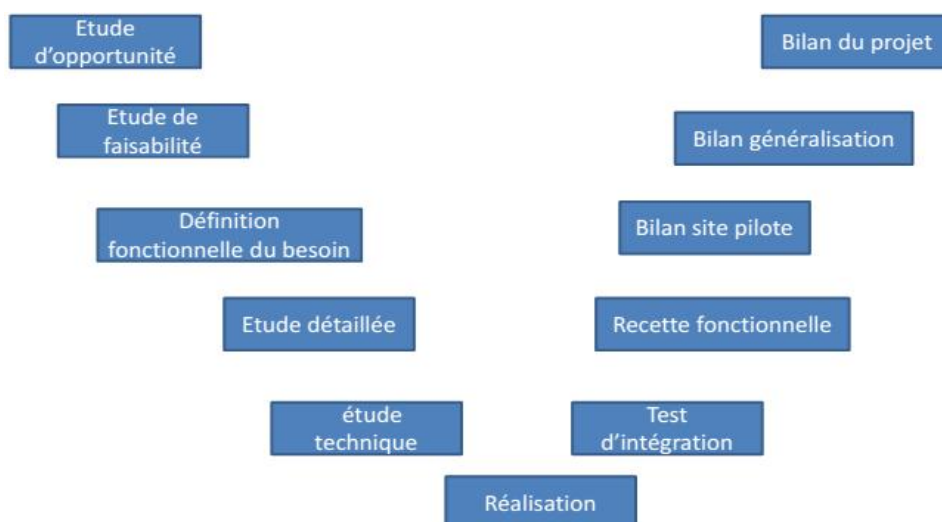 Etude
d'opportunité
Bilan du projet
Etude de
faisabilité
Bilan généralisation
Définition
fonctionnelle du besoin
Bilan site pilote
Etude détaillée
Recette fonctionnelle
étude
technique
Test
d'intégration
Réalisation